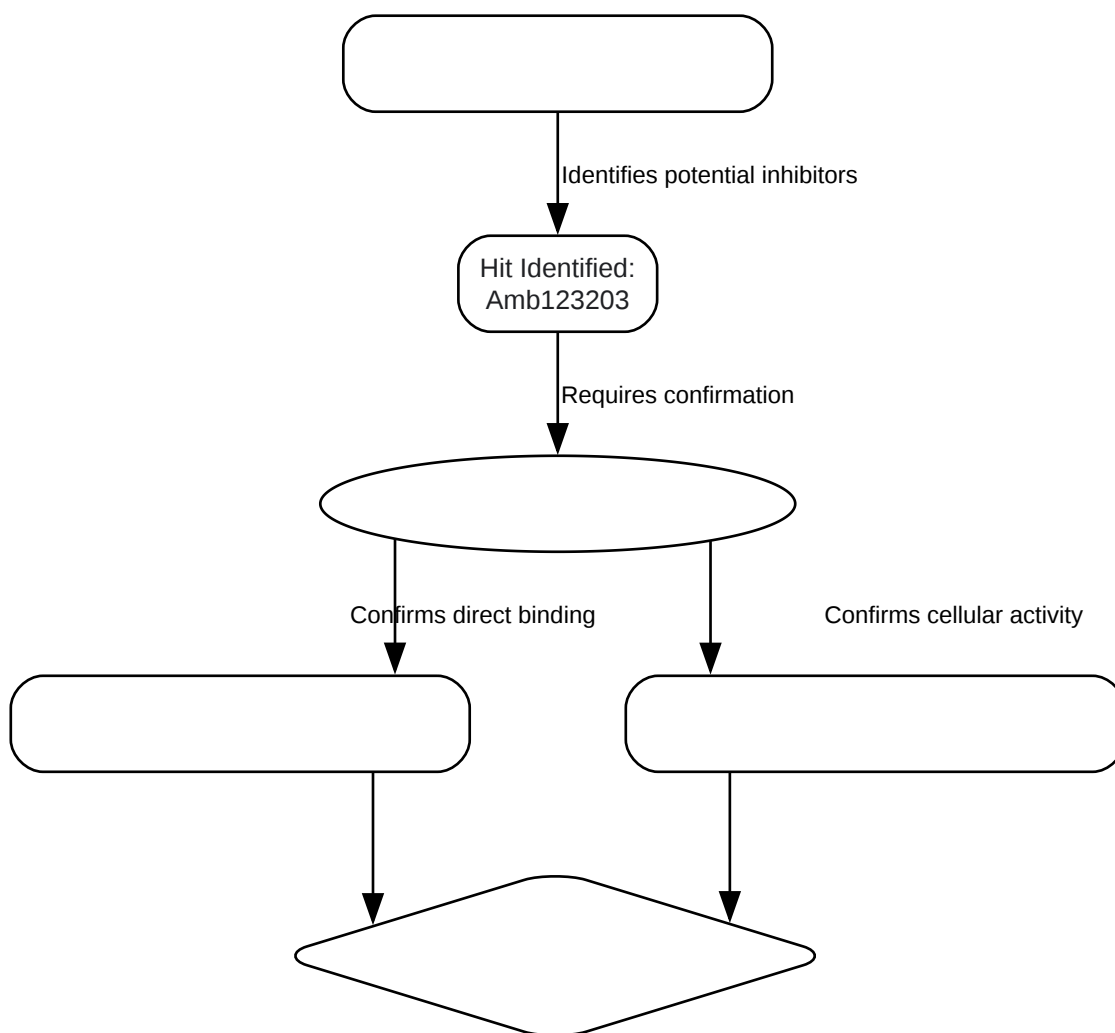 Identifies potential inhibitors
Hit Identified:
Amb123203
Requires confirmation
Confirms direct binding
Confirms cellular activity